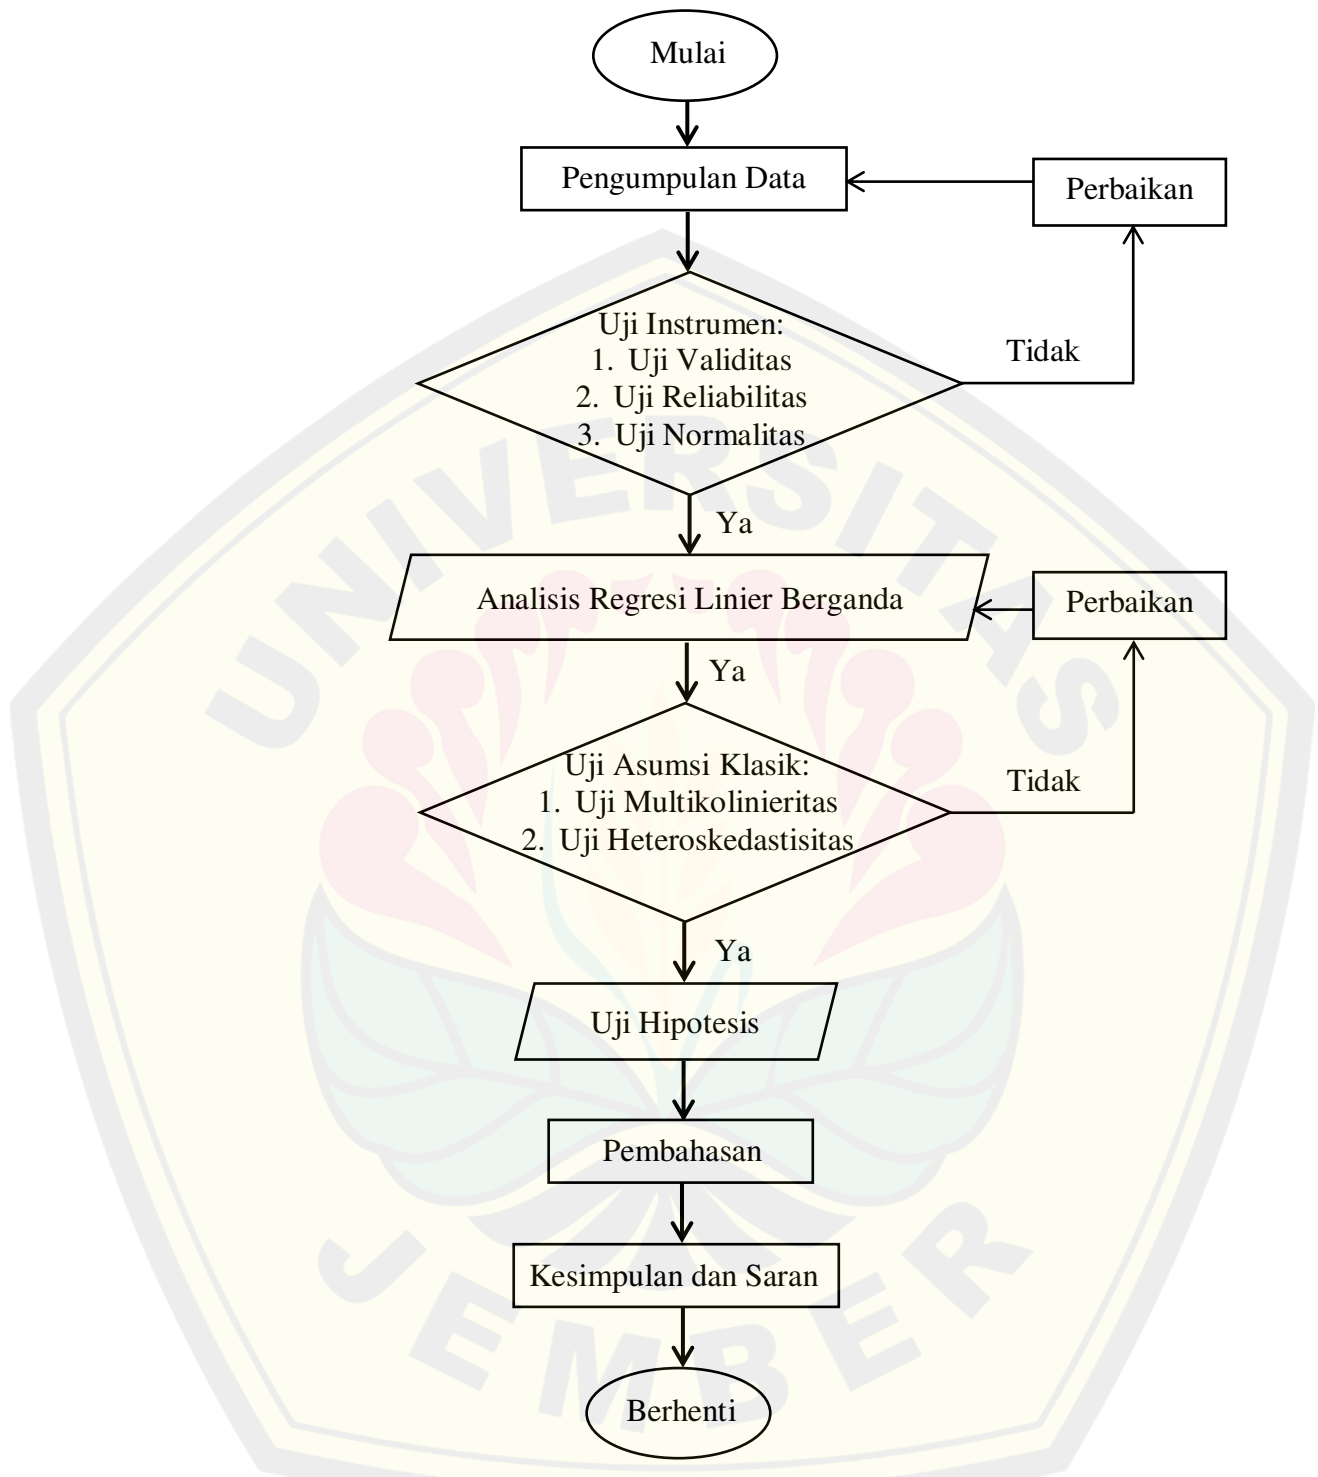 Mulai
Pengumpulan Data
Perbaikan
Uji Instrumen:
1. Uji Validitas
2. Uji Reliabilitas
3. Uji Normalitas
Tidak
Ya
Analisis Regresi Linier Berganda
Perbaikan
Ya
Uji Asumsi Klasik:
1. Uji Multikolinieritas
2. Uji Heteroskedastisitas
Tidak
Ya
Uji Hipotesis
Pembahasan
Kesimpulan dan Saran
Berhenti
UNIVERSITAS
JEMBER